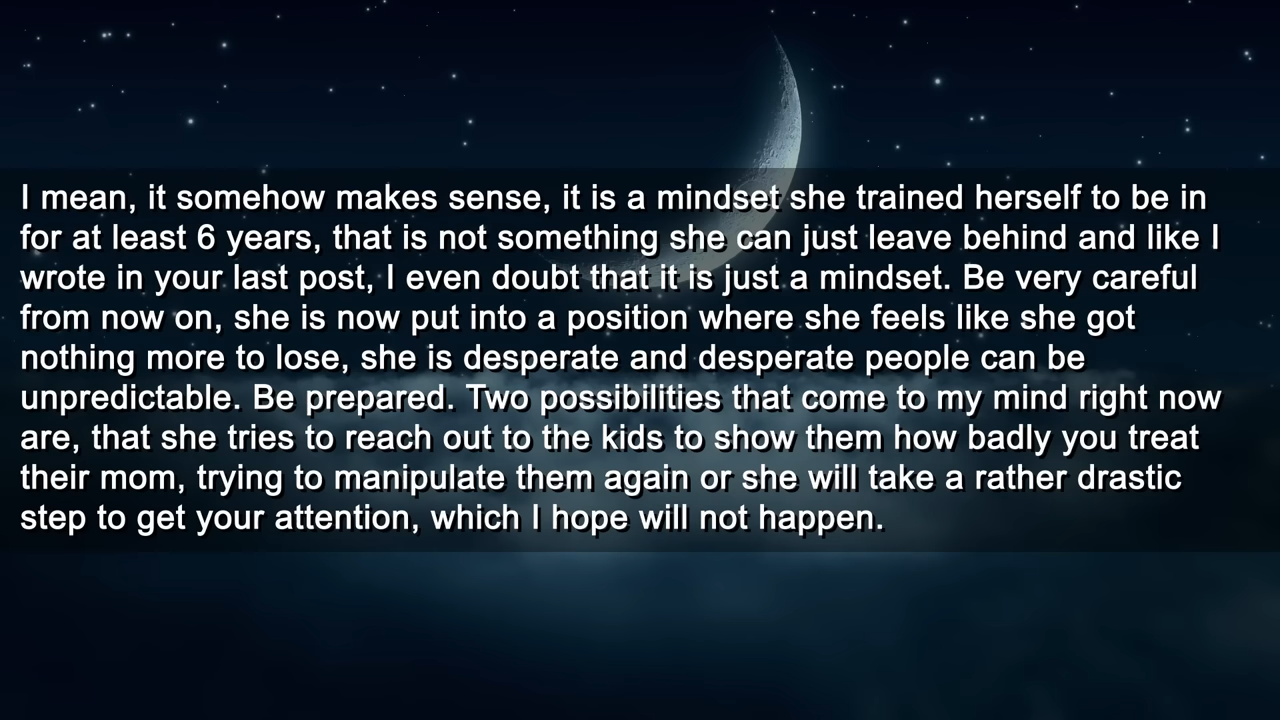 I mean, it somehow makes sense, it is a mindset she trained herself to be in
for at least 6 years, that is not something she can just leave behind and like I
wrote in your last post, I even doubt that it is just a mindset. Be very careful
from now on, she is now put into a position where she feels like she got
nothing more to lose, she is desperate and desperate people can be
unpredictable. Be prepared. Two possibilities that come to my mind right now
are, that she tries to reach out to the kids to show them how badly you treat
their mom, trying to manipulate them again or she will take a rather drastic
step to get your attention, which I hope will not happen.